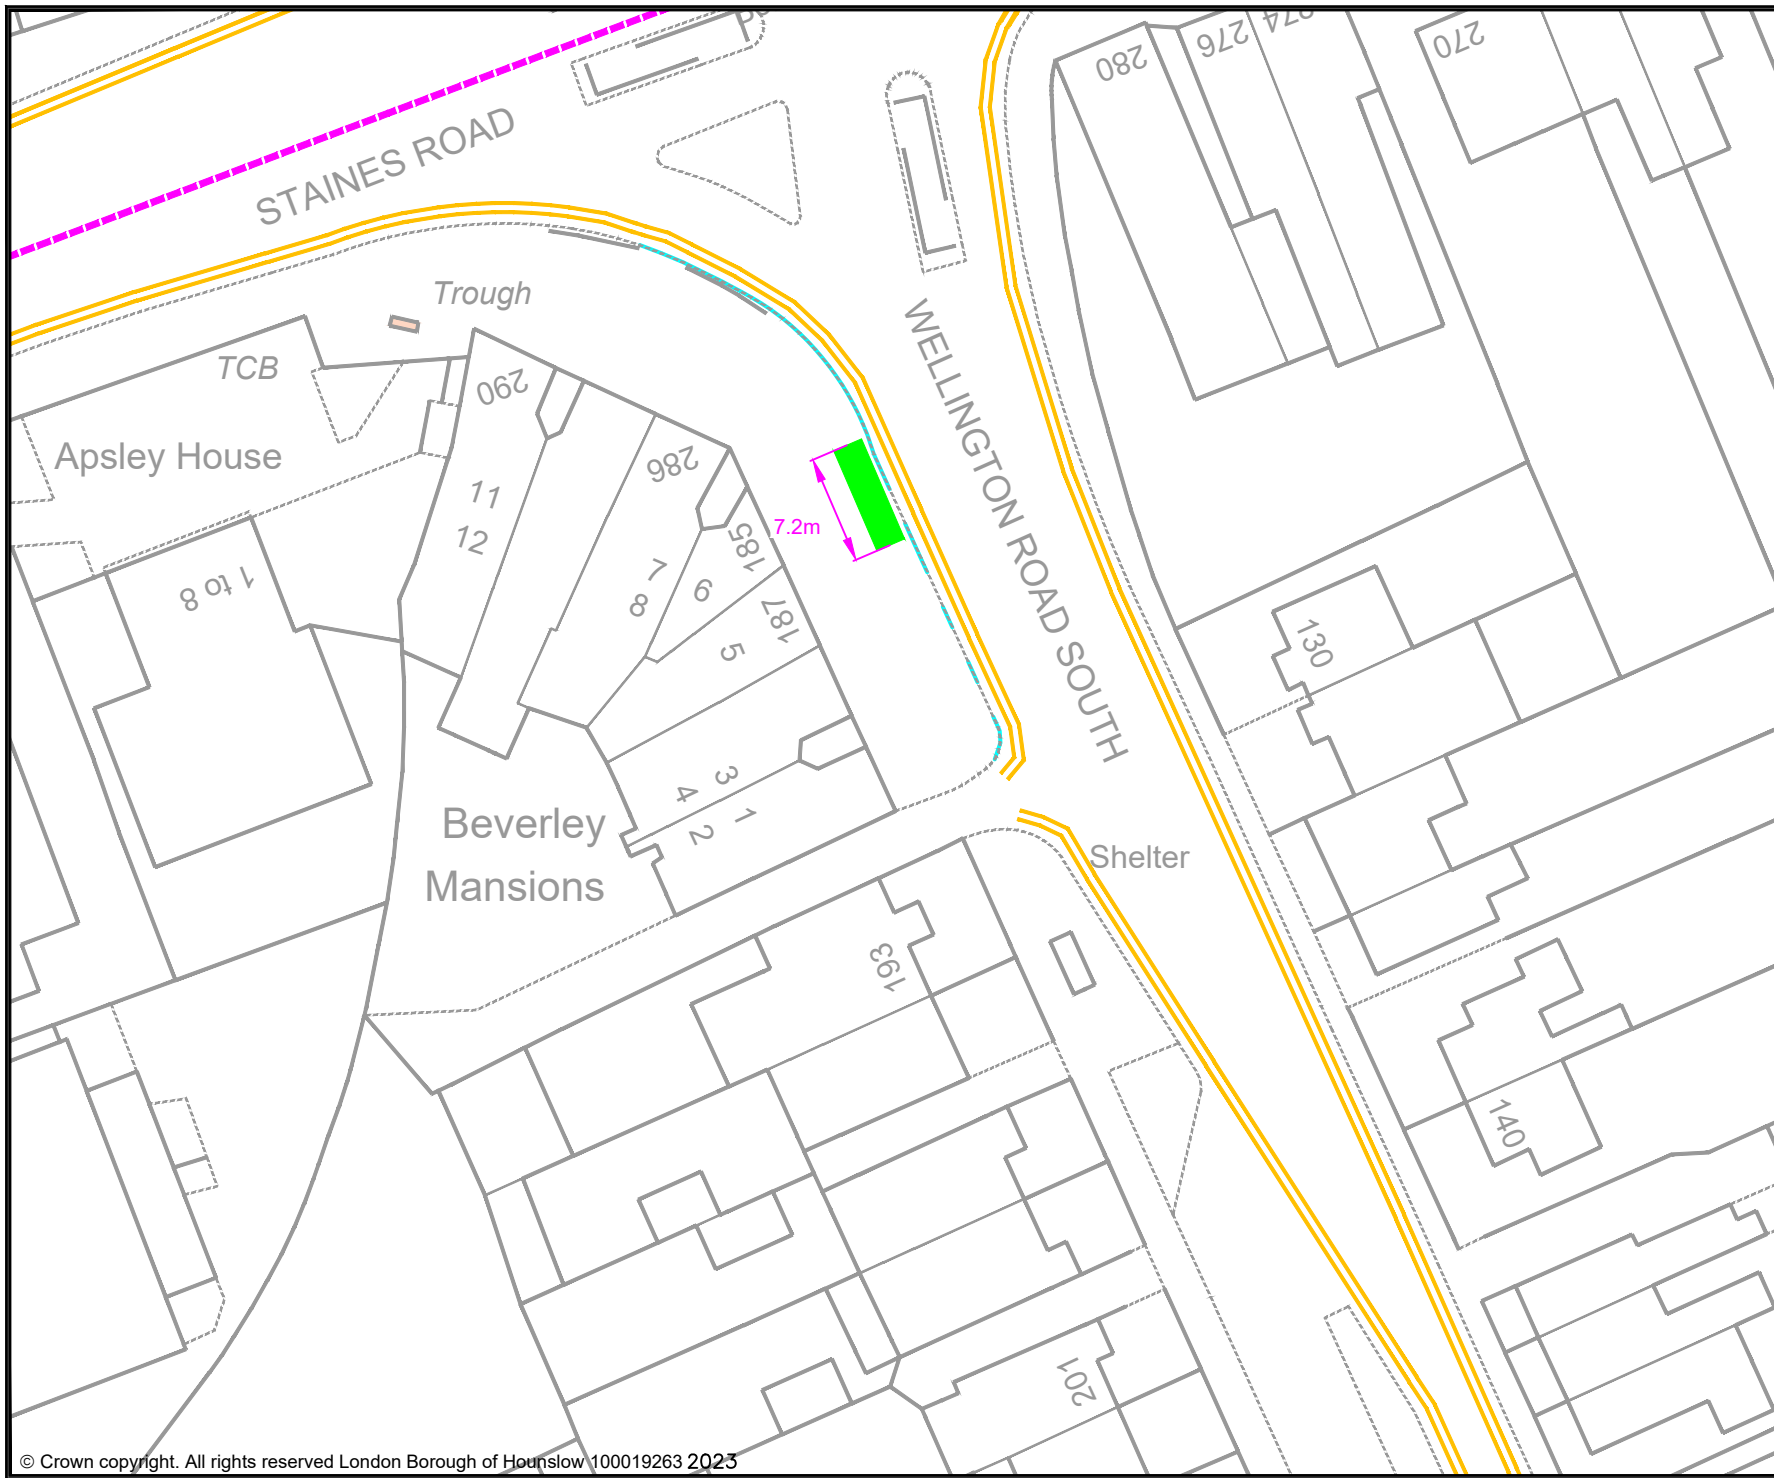 280
276
274
270
STAINES ROAD
Trough
TCB
290
Apsley House
286
11
12
7.2m
185
WELLINGTON ROAD SOUTH
7
8
6
187
5
1 to 8
130
3
4
1
2
Beverley
Mansions
Shelter
193
140
201
© Crown copyright. All rights reserved London Borough of Hounslow 100019263 2023